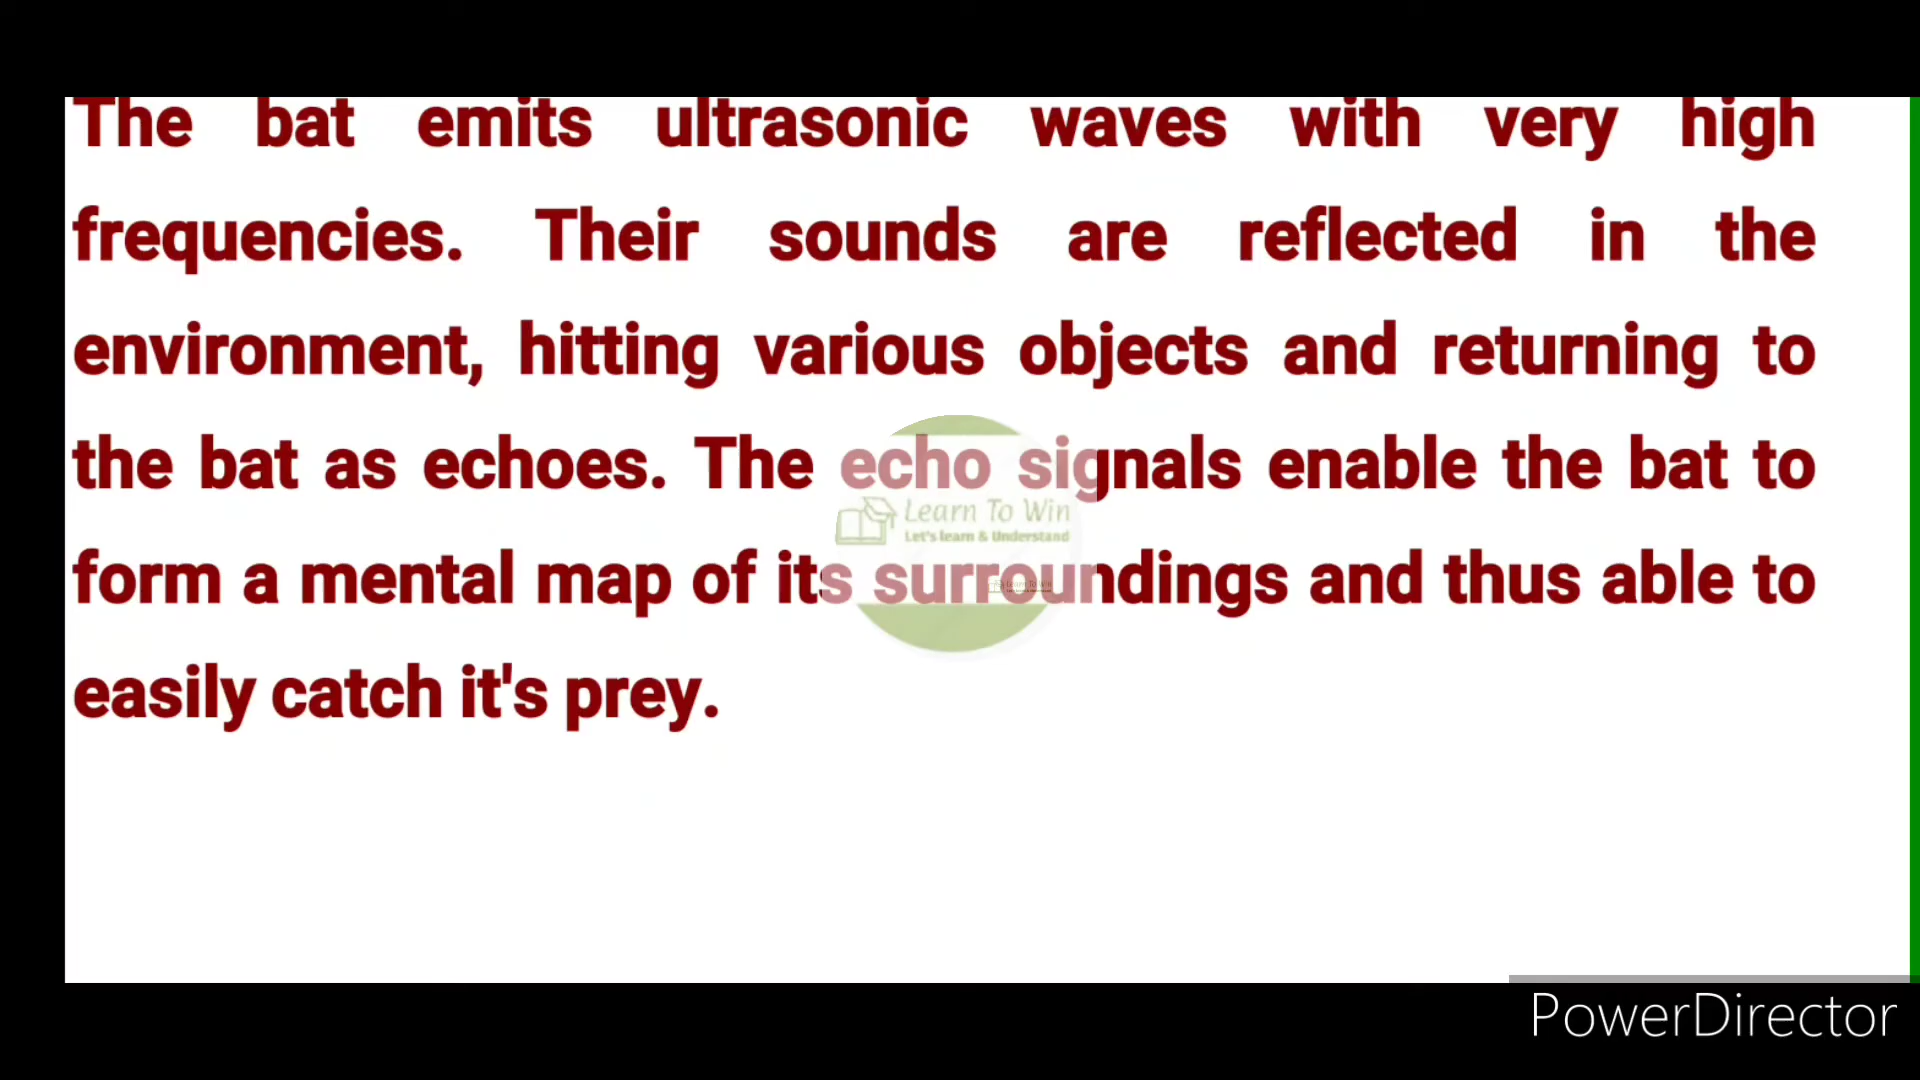 The bat emits ultrasonic waves with very high
frequencies. Their sounds are reflected in the
environment, hitting various objects and returning to
the bat as echoes. The echo signals enable the bat to
Learn To Win
Let's learn & Understand
form a mental map of its surroundings and thus able to
easily catch it's prey.
PowerDirector